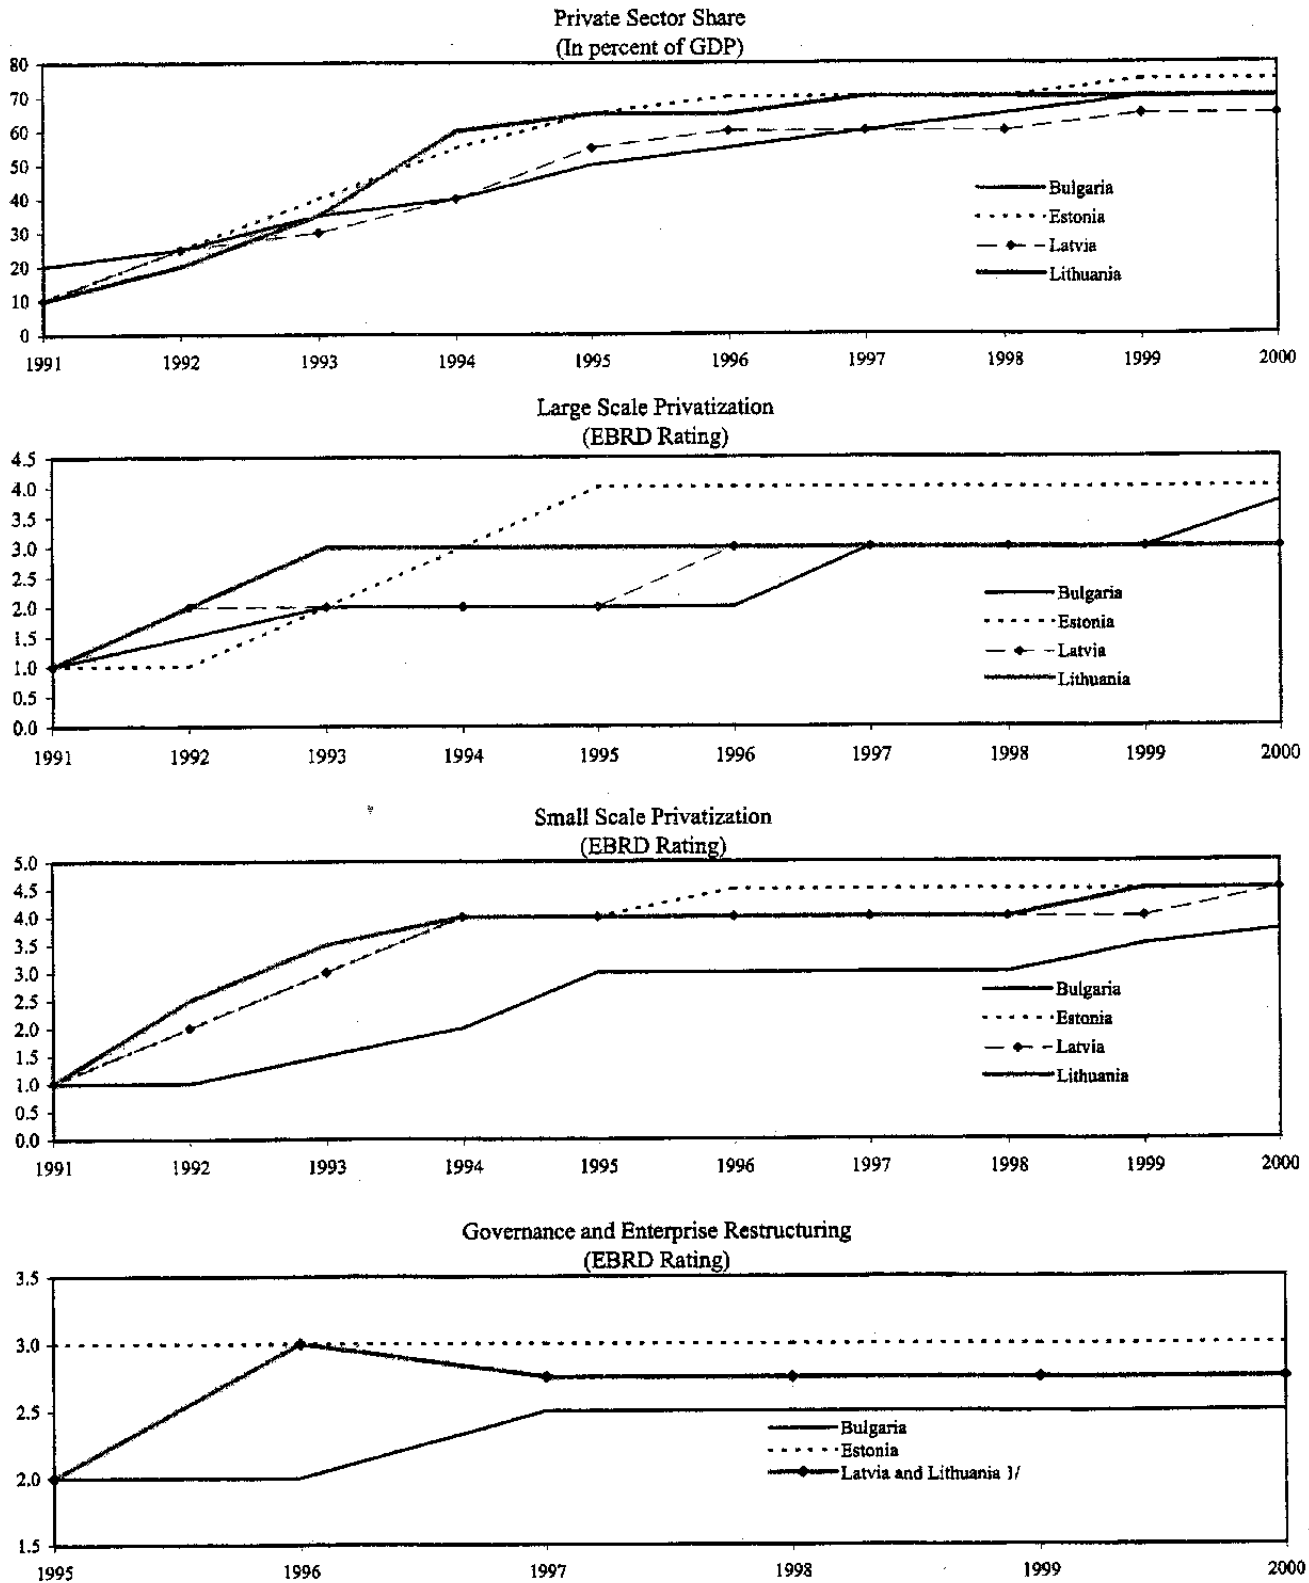 Private Sector Share
(In percent of GDP)
80
70
60
50
40
30
20
10
0
Bulgaria
Estonia
Latvia
Lithuania
1991 1992 1993 1994 1995 1996 1997 1998 1999 2000
Large Scale Privatization
(EBRD Rating)
4.5
4.0
3.5
3.0
2.5
2.0
1.5
1.0
0.5
0.0
Bulgaria
Estonia
Latvia
Lithuania
1991 1992 1993 1994 1995 1996 1997 1998 1999 2000
Small Scale Privatization
(EBRD Rating)
5.0
4.5
4.0
3.5
3.0
2.5
2.0
1.5
1.0
0.5
0.0
Bulgaria
Estonia
Latvia
Lithuania
1991 1992 1993 1994 1995 1996 1997 1998 1999 2000
Governance and Enterprise Restructuring
(EBRD Rating)
3.5
3.0
2.5
2.0
1.5
Bulgaria
Estonia
Latvia and Lithuania 1/
1995 1996 1997 1998 1999 2000